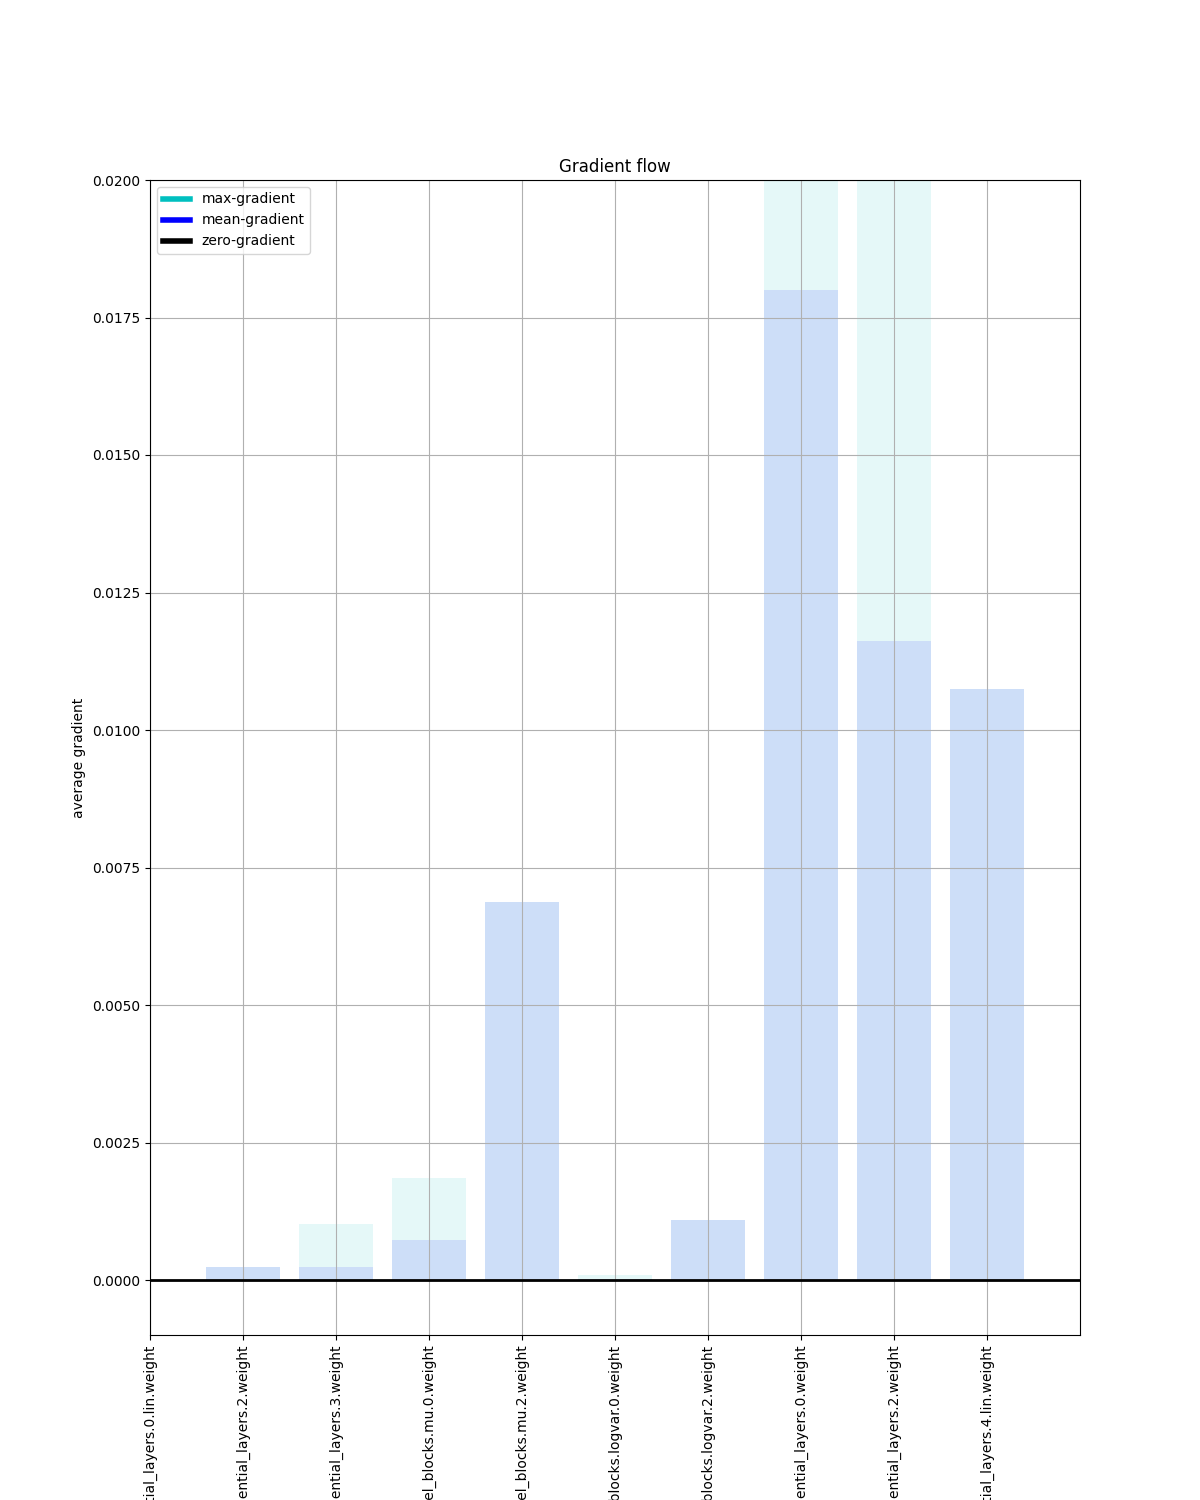 Gradient flow
max-gradient
mean-gradient
zero-gradient
0.0200
0.0175
0.0150
0.0125
0.0100
0.0075
0.0050
0.0025
0.0000
average gradient
tial_layers.0.lin.weight
ential_layers.2.weight
ential_layers.3.weight
el_blocks.mu.0.weight
el_blocks.mu.2.weight
blocks.logvar.0.weight
blocks.logvar.2.weight
ential_layers.0.weight
ential_layers.2.weight
tial_layers.4.lin.weight